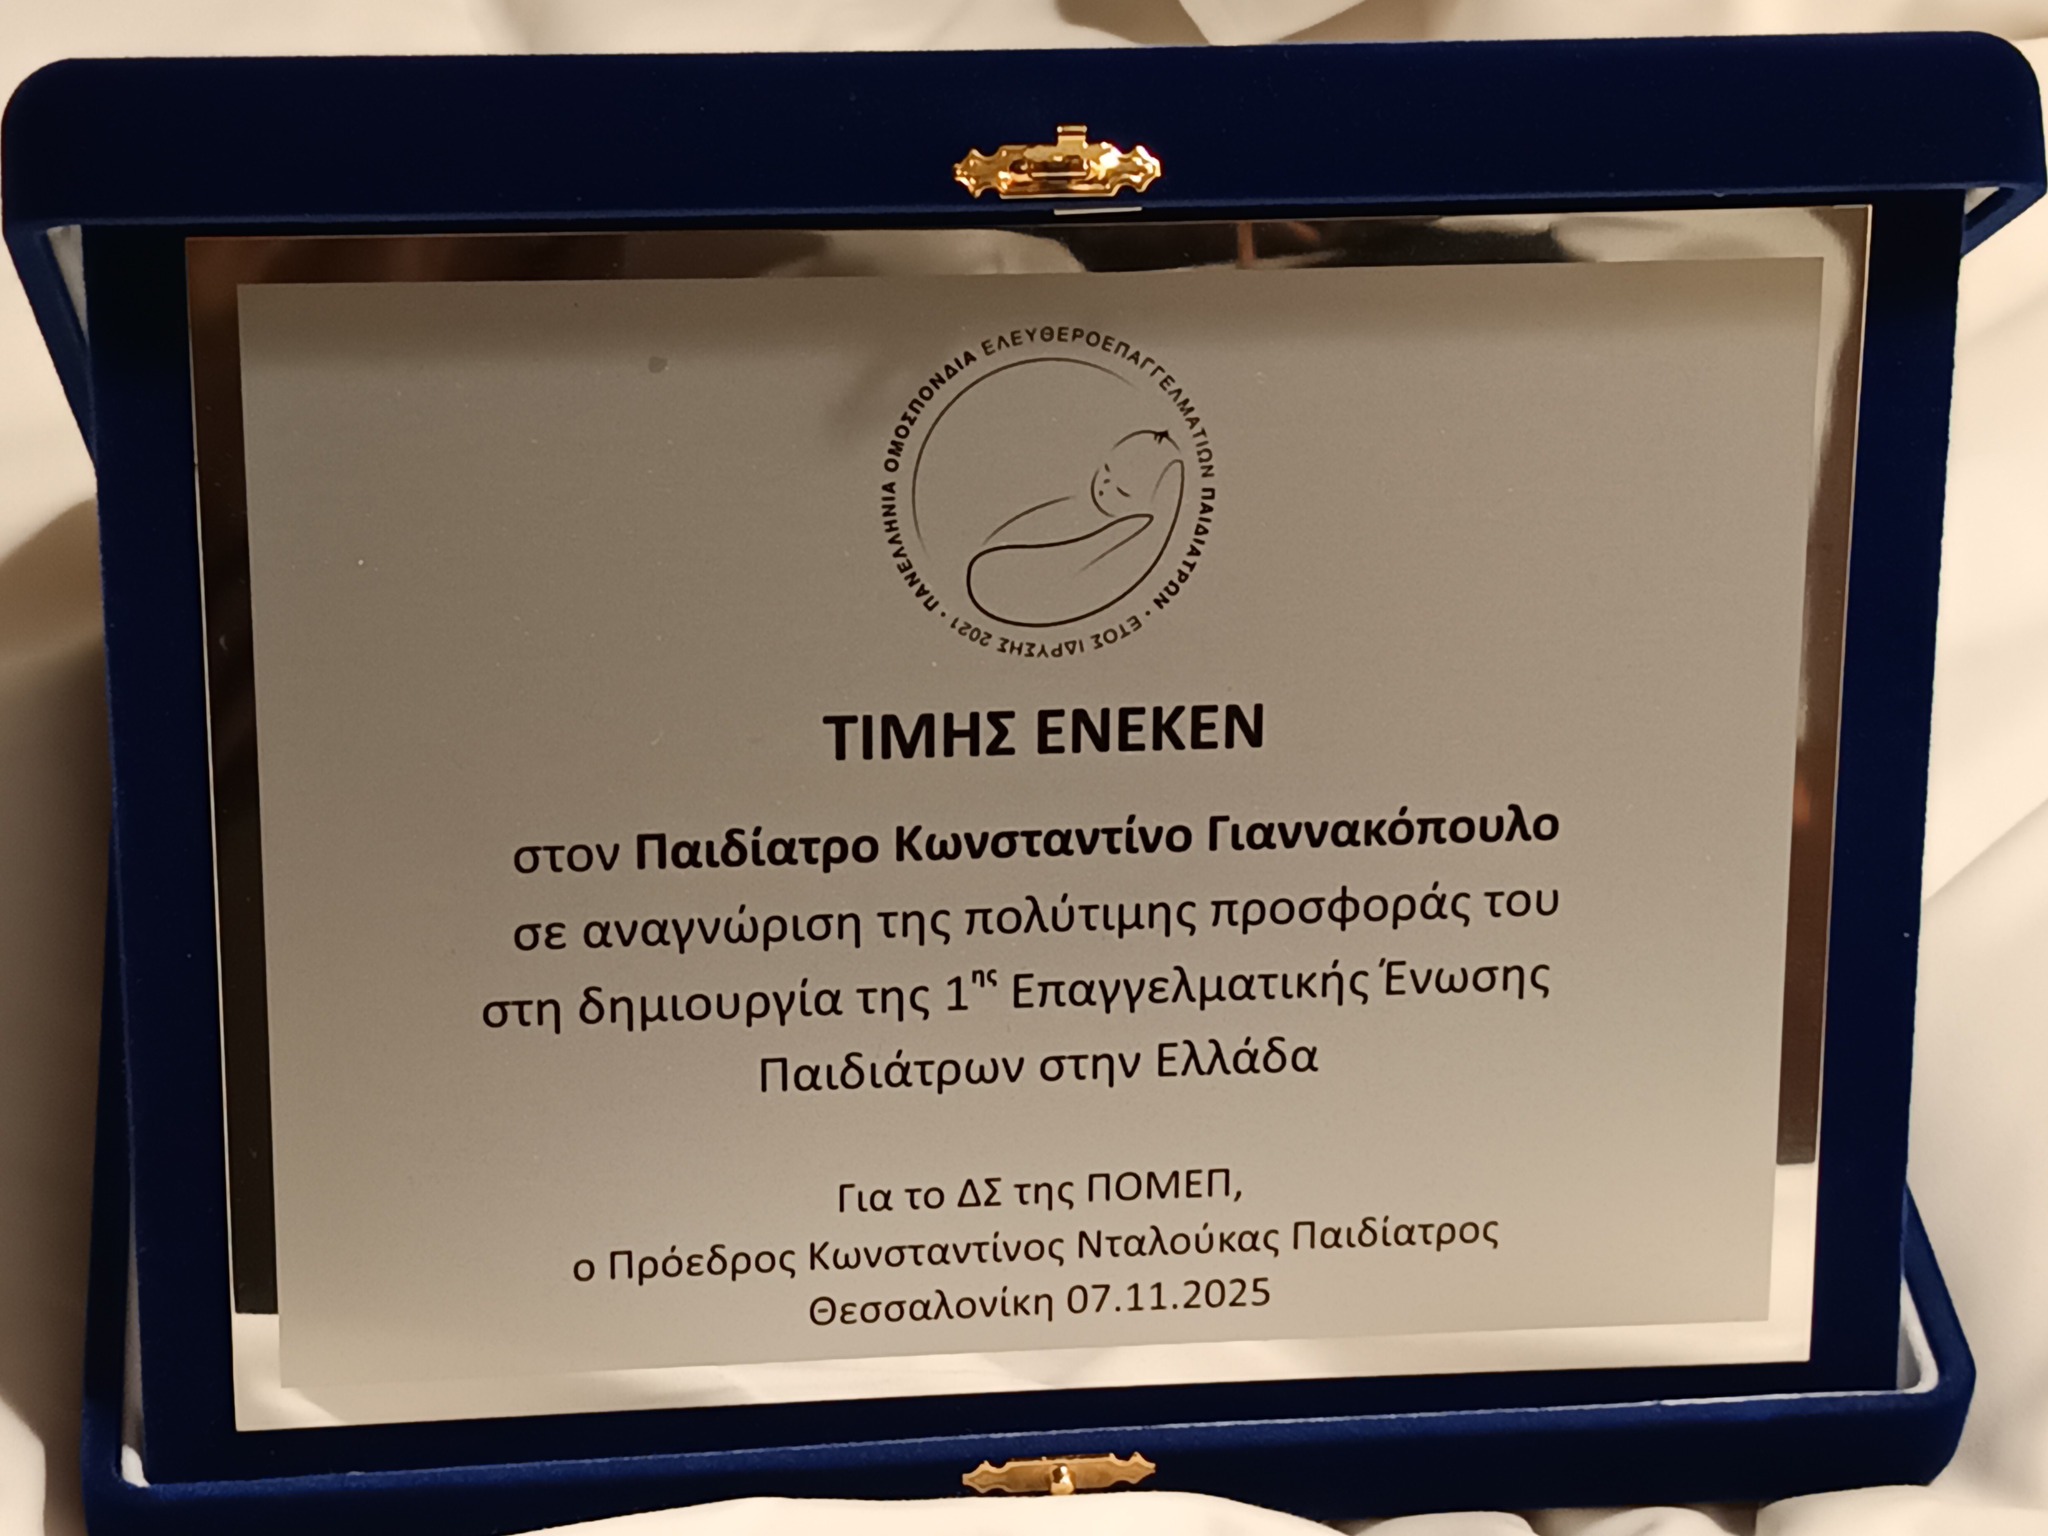 ΠΑΝΕΛΛΗΝΙΑ ΟΜΟΣΠΟΝΔΙΑ ΕΛΕΥΘΕΡΟΕΠΑΓΓΕΛΜΑΤΙΩΝ ΠΑΙΔΙΑΤΡΩΝ • ΕΤΟΣ ΙΔΡΥΣΗΣ 2021 •
ΤΙΜΗΣ ΕΝΕΚΕΝ
στον Παιδίατρο Κωνσταντίνο Γιαννακόπουλο
σε αναγνώριση της πολύτιμης προσφοράς του
στη δημιουργία της 1ης Επαγγελματικής Ένωσης
Παιδιάτρων στην Ελλάδα
Για το ΔΣ της ΠΟΜΕΠ,
ο Πρόεδρος Κωνσταντίνος Νταλούκας Παιδίατρος
Θεσσαλονίκη 07.11.2025